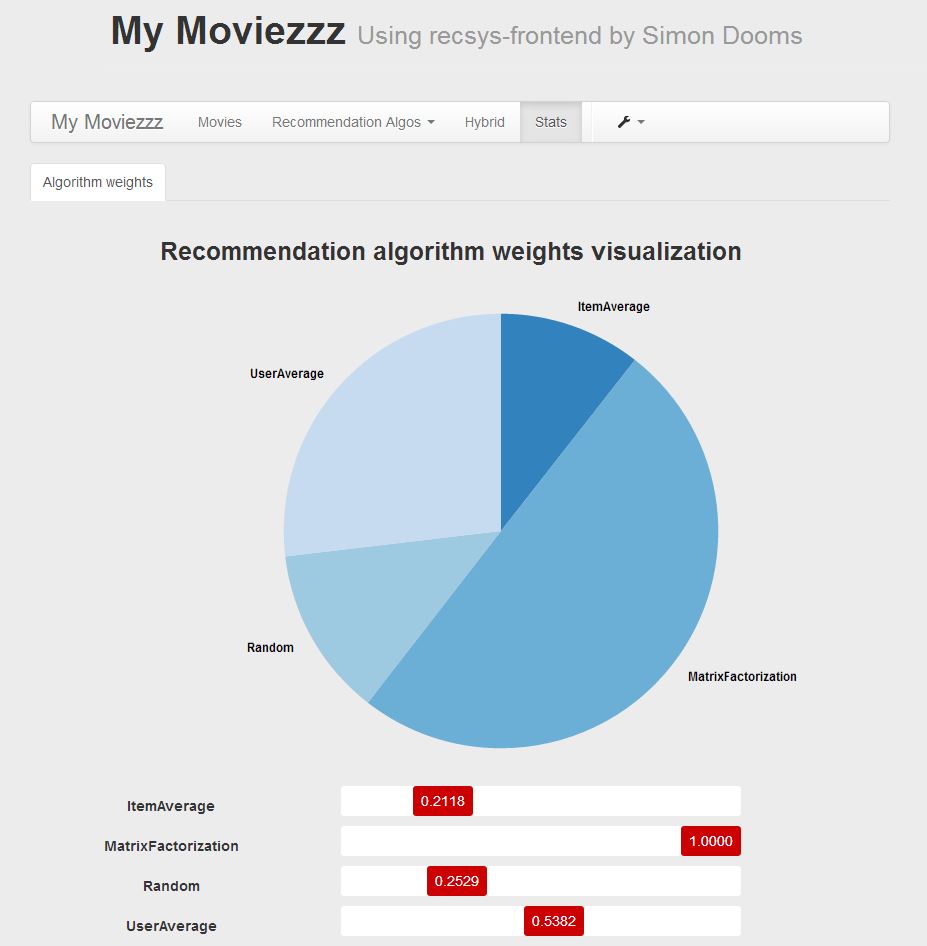 My Moviezzz Using recsys-frontend by Simon Dooms
My Moviezzz Movies Recommendation Algos Hybrid Stats
Algorithm weights
Recommendation algorithm weights visualization
ItemAverage
UserAverage
Random
MatrixFactorization
ItemAverage 0.2118
MatrixFactorization 1.0000
Random 0.2529
UserAverage 0.5382